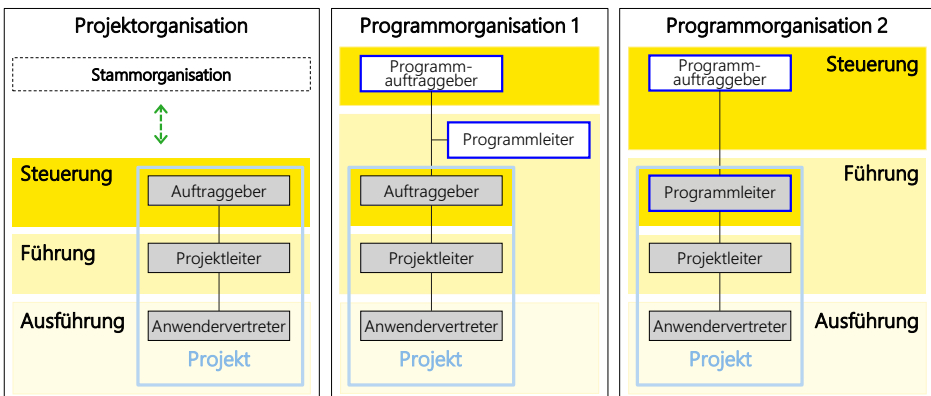 Projektorganisation
Stammorganisation
Steuerung
Auftraggeber
Führung
Projektleiter
Ausführung
Anwendervertreter
Projekt
Programmorganisation 1
Programm-
auftraggeber
Programmleiter
Auftraggeber
Projektleiter
Anwendervertreter
Projekt
Programmorganisation 2
Programm-
auftraggeber
Steuerung
Programmleiter
Führung
Projektleiter
Anwendervertreter
Ausführung
Projekt